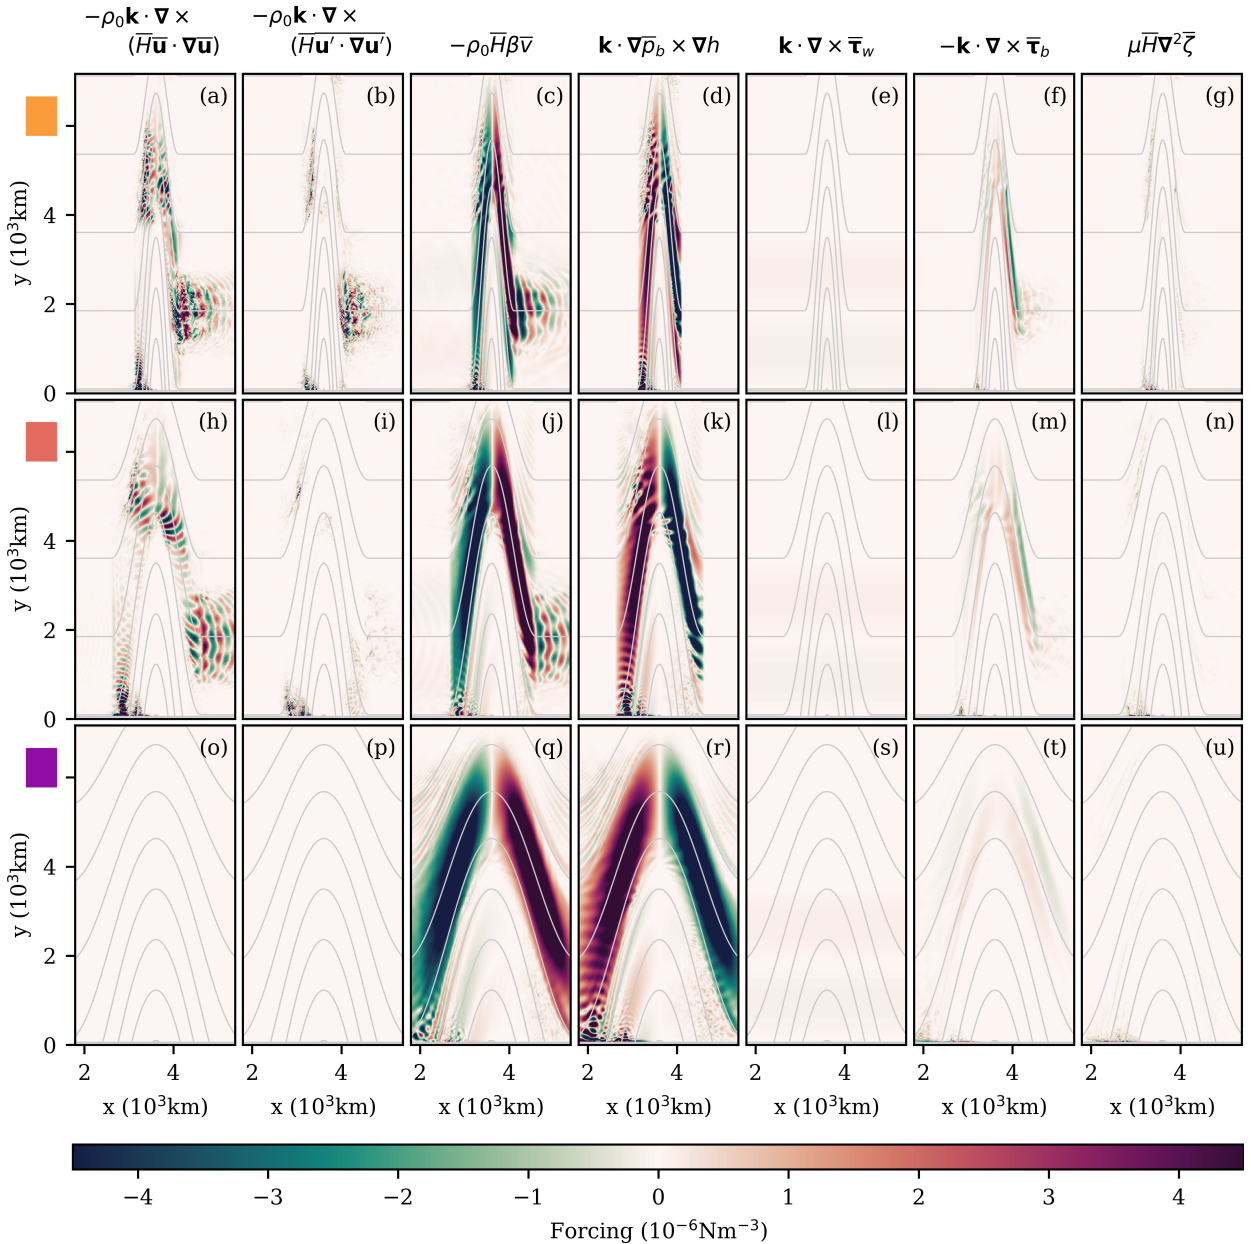 −ρ₀𝐤 · ∇ × −ρ₀𝐤 · ∇ ×
(H̅𝐮̅ · ∇𝐮̅) (H̅𝐮′ · ∇𝐮′) −ρ₀H̅βv̅ 𝐤 · ∇p̅_b × ∇h 𝐤 · ∇ × 𝛕̅_w −𝐤 · ∇ × 𝛕̅_b μH̅∇²ζ̅
(a) (b) (c) (d) (e) (f) (g)
y (10³km)
4
2
0
(h) (i) (j) (k) (l) (m) (n)
y (10³km)
4
2
0
(o) (p) (q) (r) (s) (t) (u)
y (10³km)
4
2
0
2 4 2 4 2 4 2 4 2 4 2 4 2 4
x (10³km) x (10³km) x (10³km) x (10³km) x (10³km) x (10³km) x (10³km)
−4 −3 −2 −1 0 1 2 3 4
Forcing (10⁻⁶Nm⁻³)